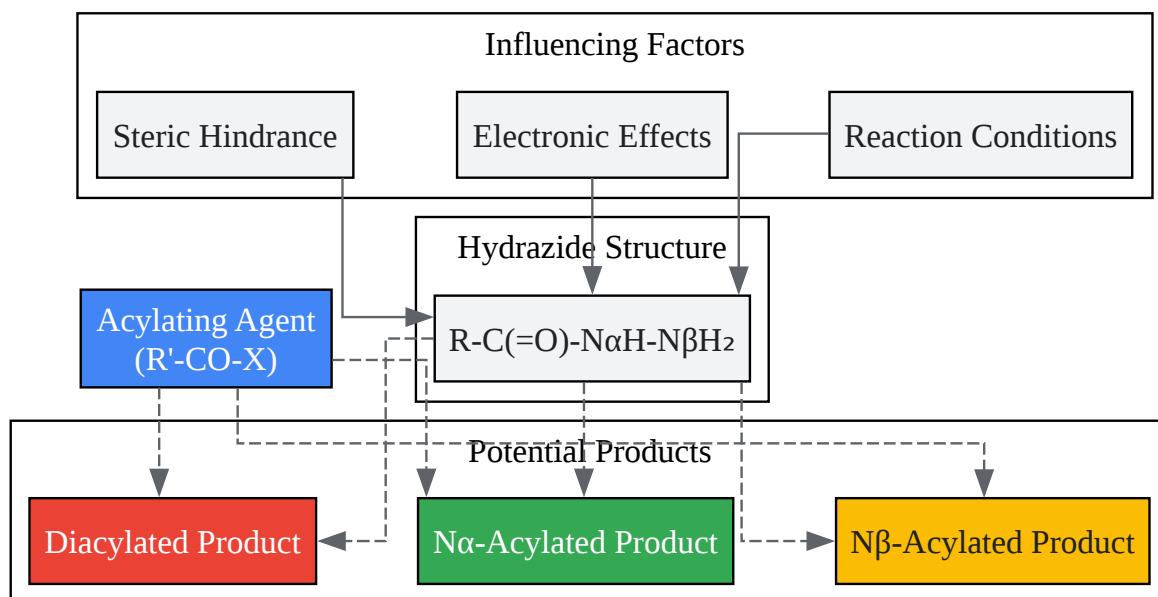 Influencing Factors
Steric Hindrance
Electronic Effects
Reaction Conditions
Hydrazide Structure
Acylating Agent
(R'-CO-X)
R-C(=O)-NαH-NβH₂
Potential Products
Diacylated Product
Nα-Acylated Product
Nβ-Acylated Product